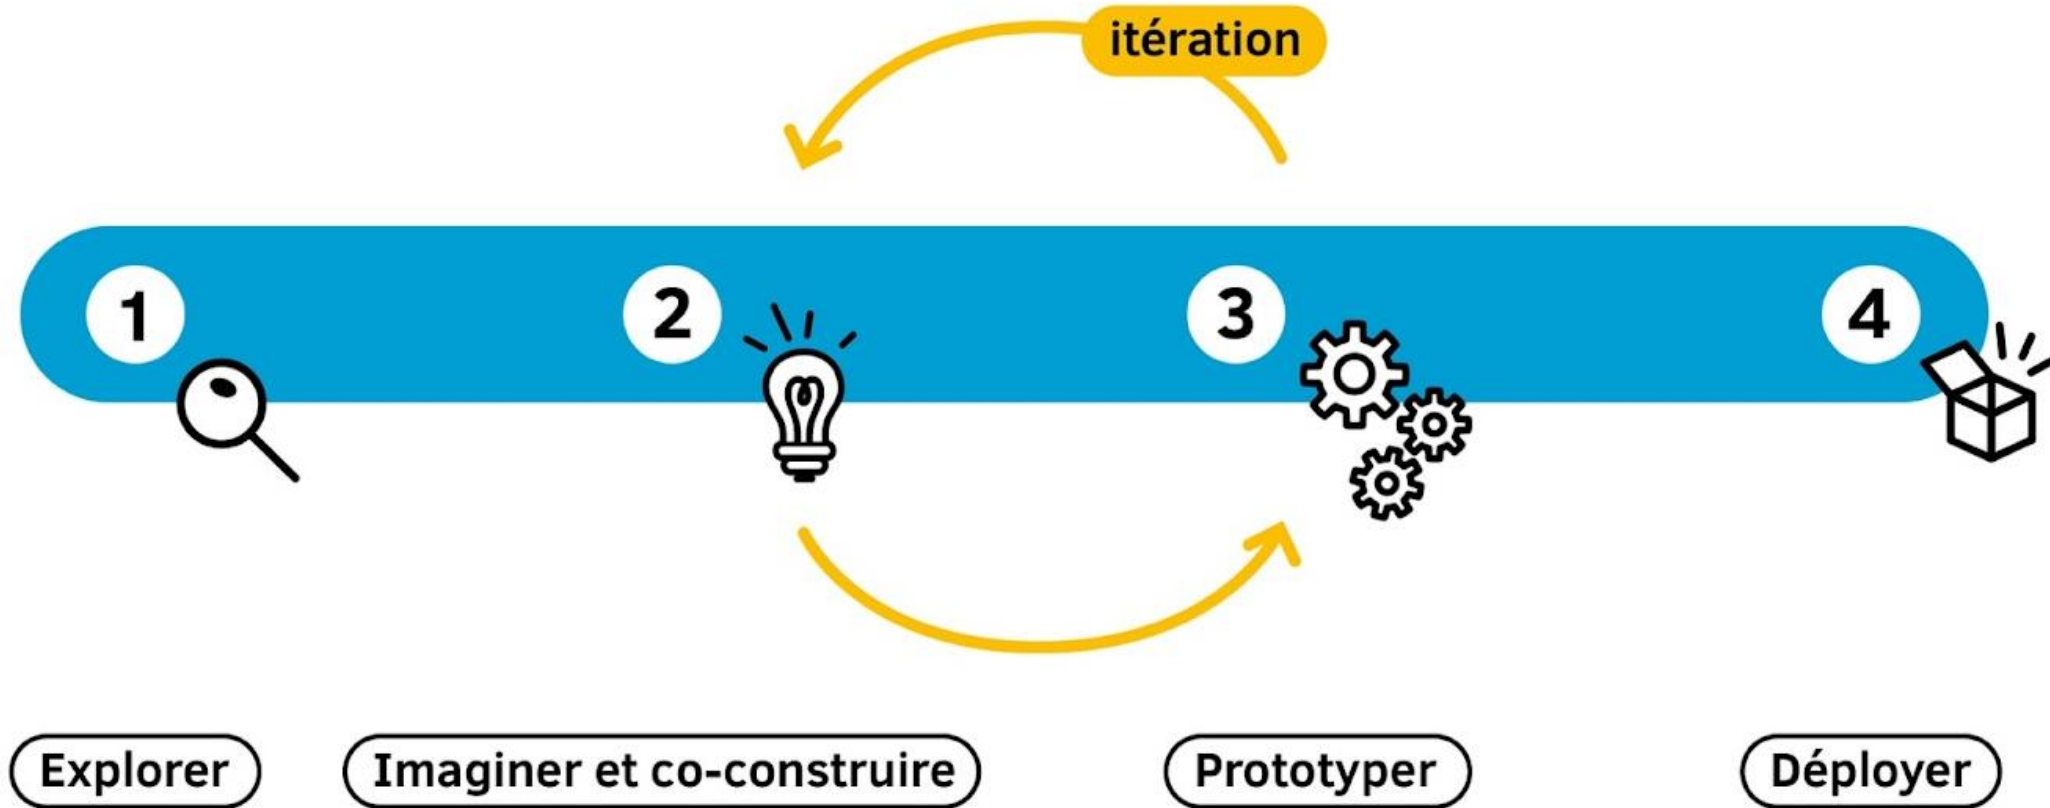 itération
1
2
3
4
Explorer
Imaginer et co-construire
Prototyper
Déployer